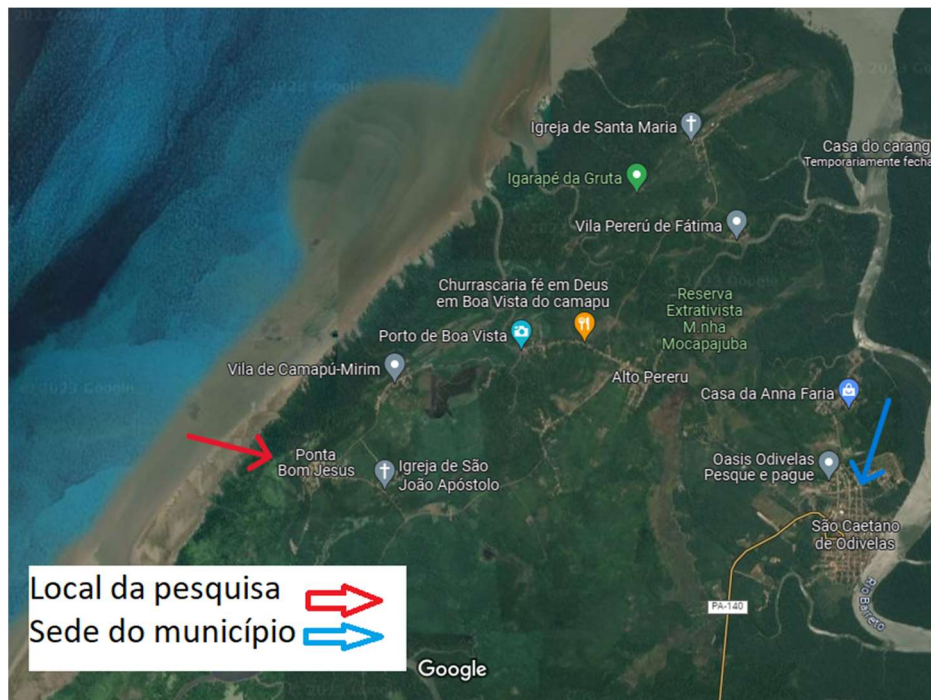 Igreja de Santa Maria
Casa do carang
Temporariamente fecha
Igarapé da Gruta
Vila Pererú de Fátima
Churrascaria fé em Deus
em Boa Vista do camapu
Reserva
Extrativista
M.nha
Mocapajuba
Porto de Boa Vista
Vila de Camapú-Mirim
Alto Pereru
Casa da Anna Faria
Ponta
Bom Jesus
Igreja de São
João Apóstolo
Oasis Odivelas
Pesque e pague
São Caetano
de Odivelas
PA-140
Rio Barreto
Local da pesquisa
Sede do município
Google